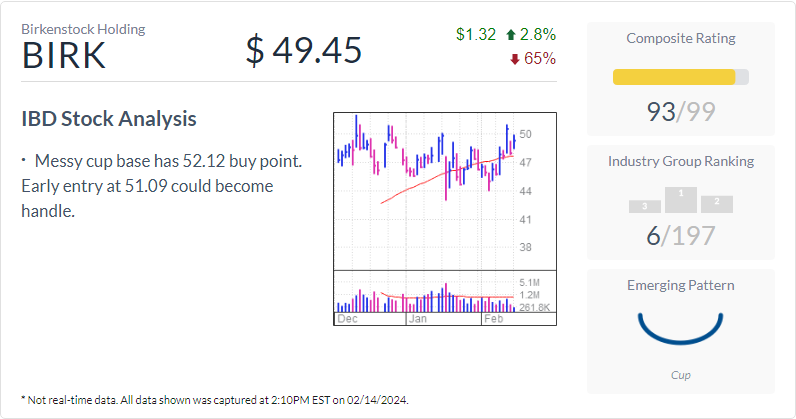 Birkenstock Holding
BIRK
$ 49.45
$1.32 2.8%
65%
IBD Stock Analysis
· Messy cup base has 52.12 buy point.
Early entry at 51.09 could become
handle.
50
47
44
41
38
5.1M
1.2M
261.8K
Dec Jan Feb
Composite Rating
93/99
Industry Group Ranking
3 1 2
6/197
Emerging Pattern
Cup
* Not real-time data. All data shown was captured at 2:10PM EST on 02/14/2024.